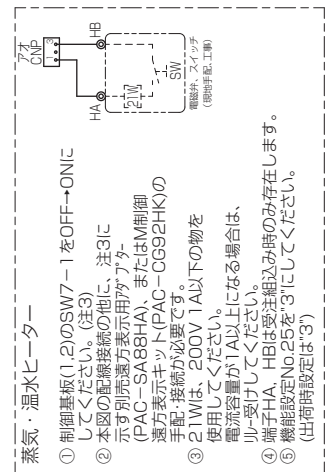 蒸気・温水ヒーター
① 制御基板(1.2)のSW7-1をOFF→ONに
してください。(注3)
② 本図の配線接続の他に、注3に
示す別売遠方表示用アダプター
(PAC-SA88HA)、またはM制御
遠方表示キット(PAC-CG92HK)の
手配・接続が必要です。
③ 21Wは、200V 1A以下の物を
使用してください。
電流容量が1A以上になる場合は、
リレー受けしてください。
④ 端子HA、HBは受注組込み時のみ存在します。
⑤ 機能設定No.25を"3"にしてください。
(出荷時設定は"3")
アオ
CNP
1 3
HA
HB
21W
SW
電磁弁、スイッチ
(現地手配、工事)